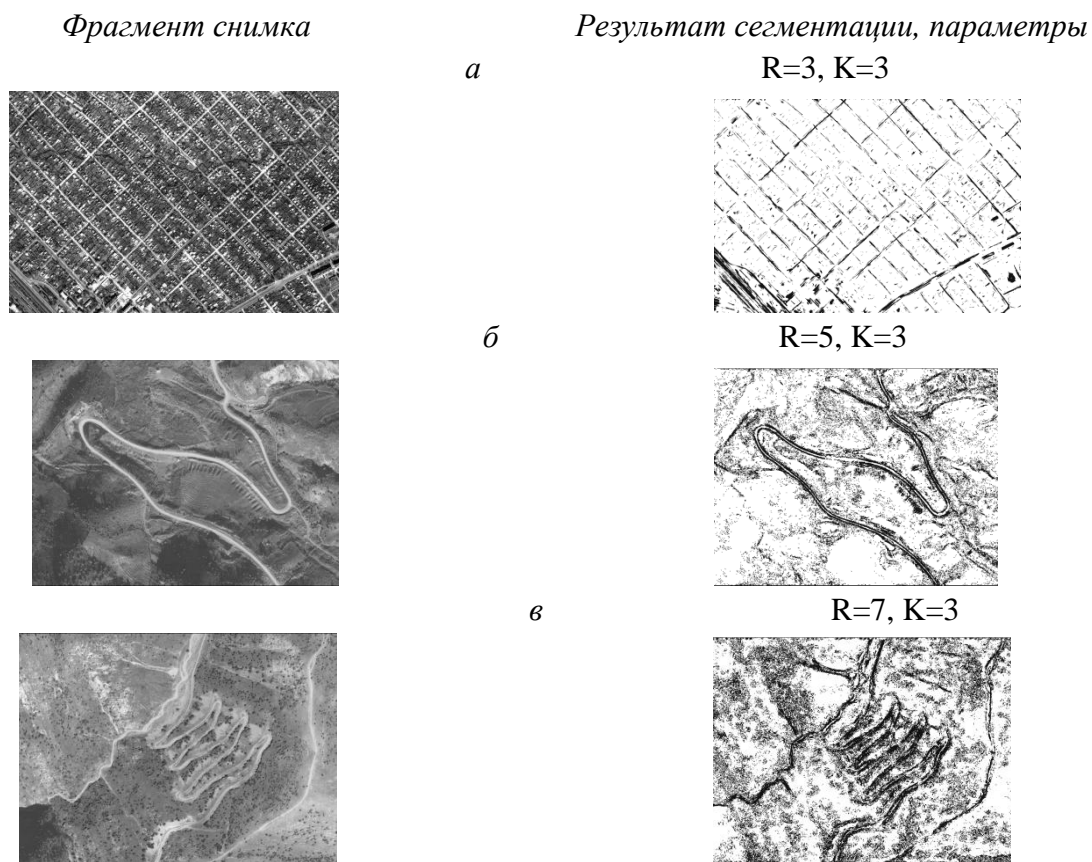 Фрагмент снимка Результат сегментации, параметры
а R=3, K=3
б R=5, K=3
в R=7, K=3